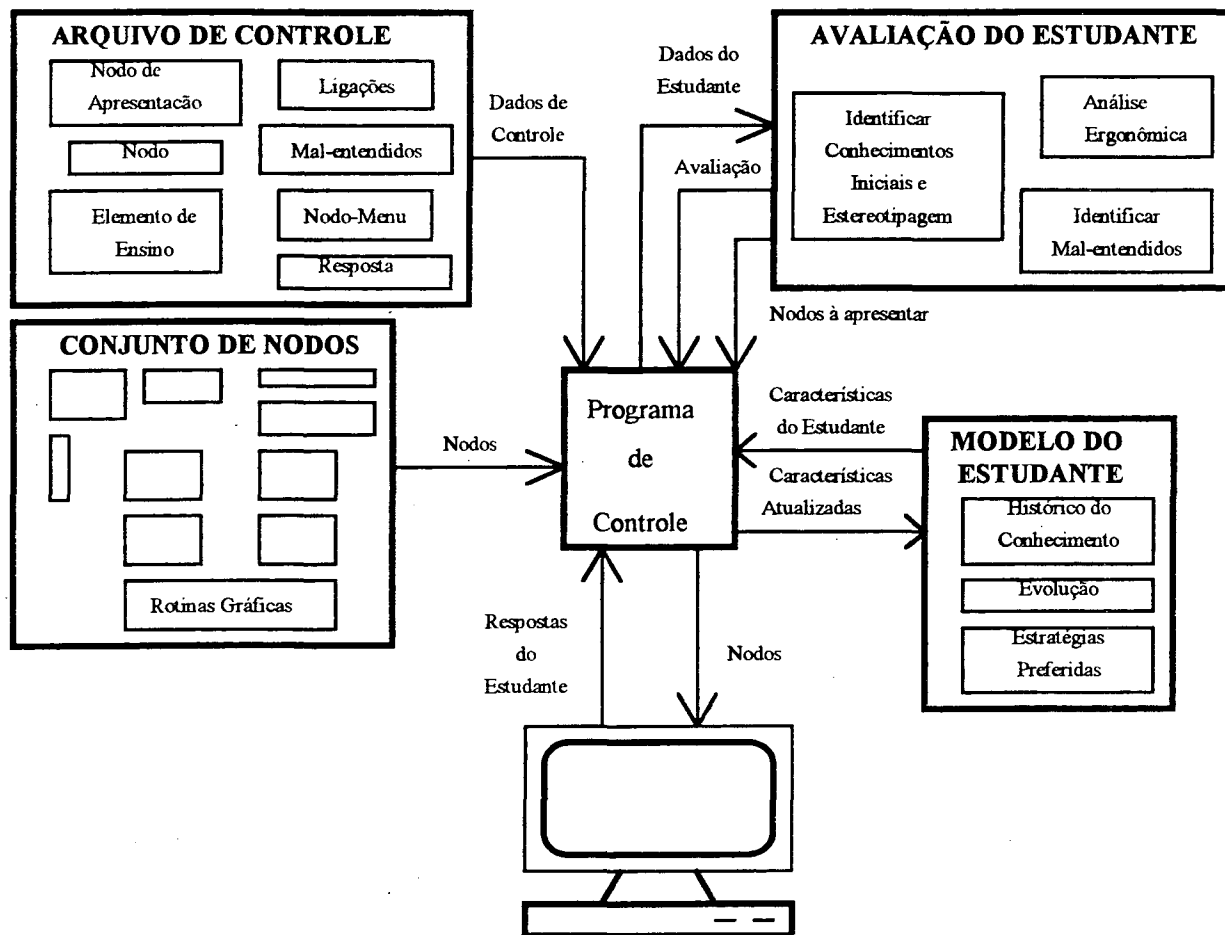 ARQUIVO DE CONTROLE
Nodo de
Apresentacão
Nodo
Elemento de
Ensino
Ligações
Mal-entendidos
Nodo-Menu
Resposta
Dados de
Controle
AVALIAÇÃO DO ESTUDANTE
Identificar
Conhecimentos
Iniciais e
Estereotipagem
Análise
Ergonômica
Identificar
Mal-entendidos
Dados do
Estudante
Avaliação
Nodos à apresentar
CONJUNTO DE NODOS
Rotinas Gráficas
Nodos
Programa
de
Controle
Características
do Estudante
Características
Atualizadas
MODELO DO
ESTUDANTE
Histórico do
Conhecimento
Evolução
Estratégias
Preferidas
Respostas
do
Estudante
Nodos